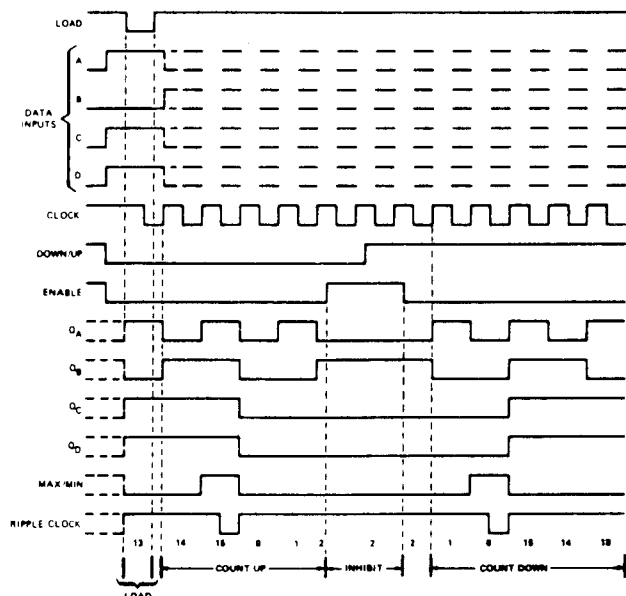 LOAD
A
B
DATA
INPUTS
C
D
CLOCK
DOWN/UP
ENABLE
QA
QB
QC
QD
MAX/MIN
RIPPLE CLOCK
13 14 15 0 1 2 2 2 1 0 15 14 13
COUNT UP INHIBIT COUNT DOWN
LOAD